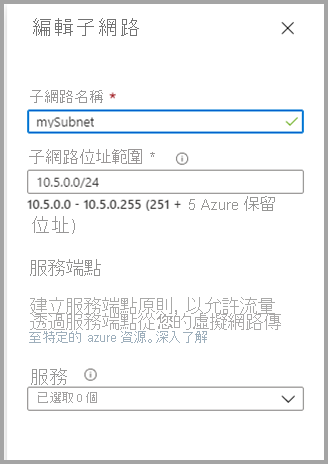 編輯子網路
子網路名稱 *
mySubnet
子網路位址範圍 *
10.5.0.0/24
10.5.0.0 - 10.5.0.255 (251 + 5 Azure 保留
位址)
服務端點
建立服務端點原則, 以允許流量
透過服務端點從您的虛擬網路傳
至特定的 azure 資源。深入了解
服務
已選取 0 個